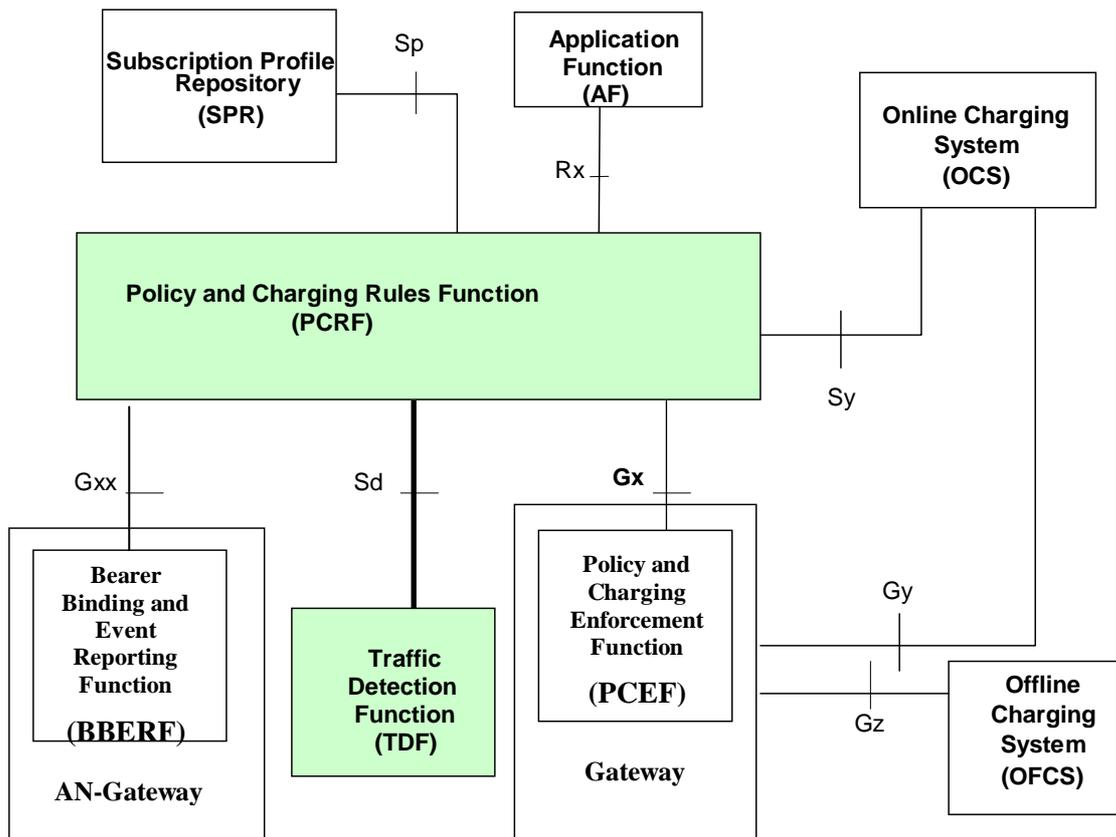 Subscription Profile
Repository
(SPR)
Sp
Application
Function
(AF)
Online Charging
System
(OCS)
Rx
Policy and Charging Rules Function
(PCRF)
Sy
Gxx
Sd
Gx
Bearer
Binding and
Event
Reporting
Function
(BBERF)
AN-Gateway
Traffic
Detection
Function
(TDF)
Policy and
Charging
Enforcement
Function
(PCEF)
Gateway
Gy
Gz
Offline
Charging
System
(OFCS)